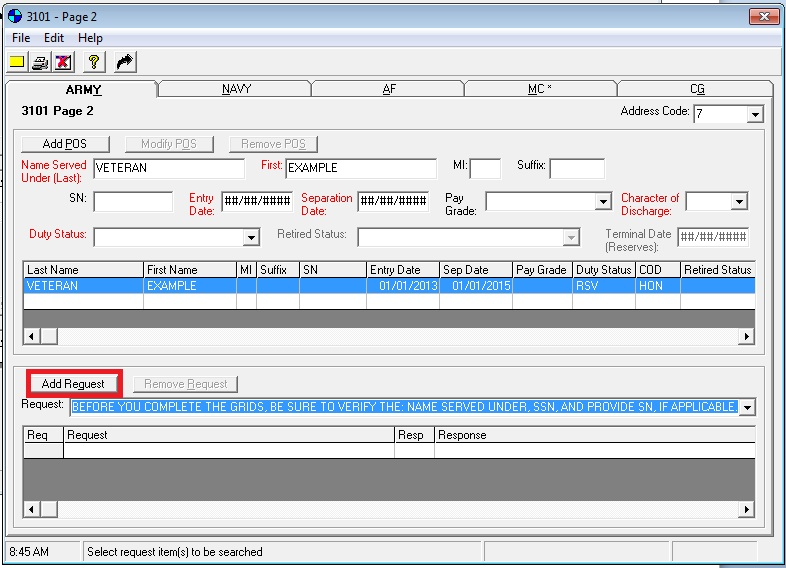 3101 - Page 2
File Edit Help
ARMY NAVY AF MC * CG
3101 Page 2 Address Code: 7
Add POS Modify POS Remove POS
Name Served Under (Last): VETERAN First: EXAMPLE MI: Suffix:
SN: Entry Date: ##/##/#### Separation Date: ##/##/#### Pay Grade: Character of Discharge:
Duty Status: Retired Status: Terminal Date (Reserves): ##/##/####
Last Name First Name MI Suffix SN Entry Date Sep Date Pay Grade Duty Status COD Retired Status
VETERAN EXAMPLE 01/01/2013 01/01/2015 RSV HON
Add Request Remove Request
Request: BEFORE YOU COMPLETE THE GRIDS, BE SURE TO VERIFY THE: NAME SERVED UNDER, SSN, AND PROVIDE SN, IF APPLICABLE.
Req Request Resp Response
8:45 AM Select request item(s) to be searched